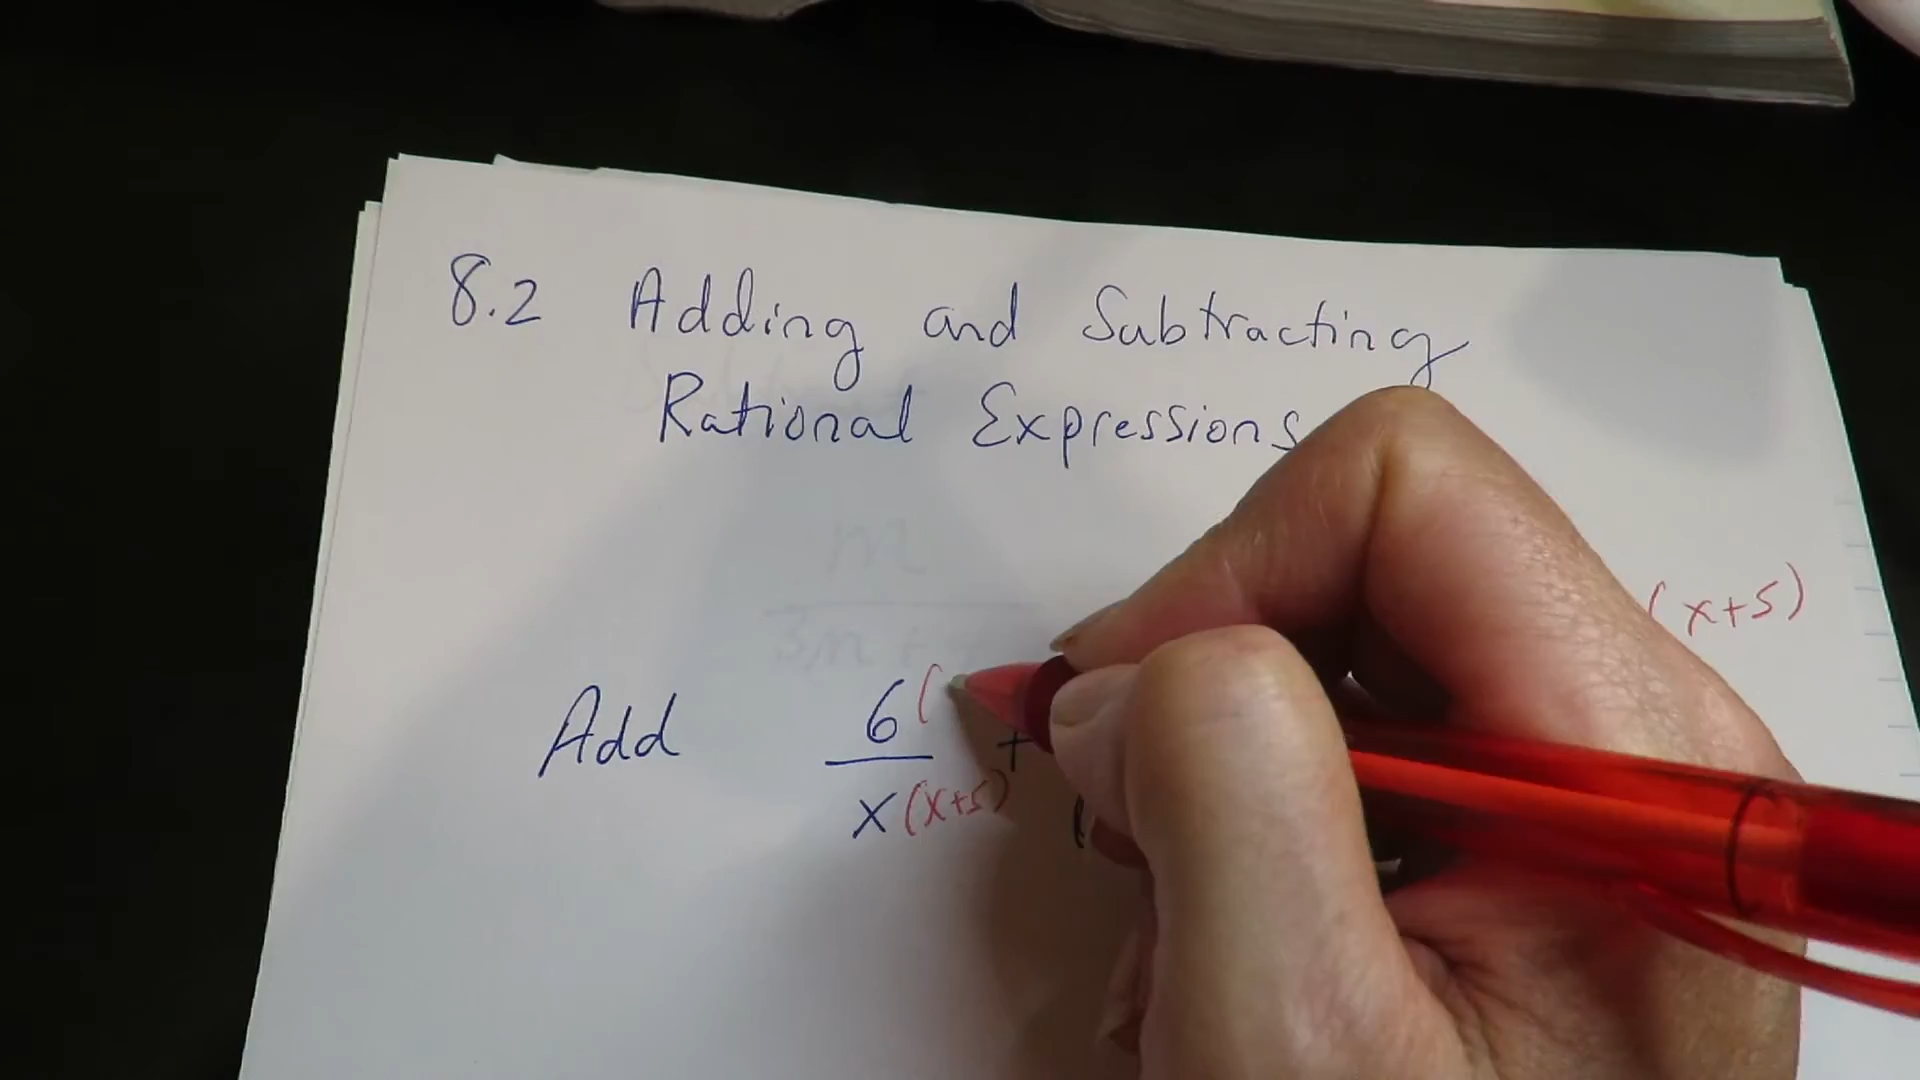 8.2 Adding and Subtracting
Rational Expressions
(x+5)
Add 6( +
x(x+5) (